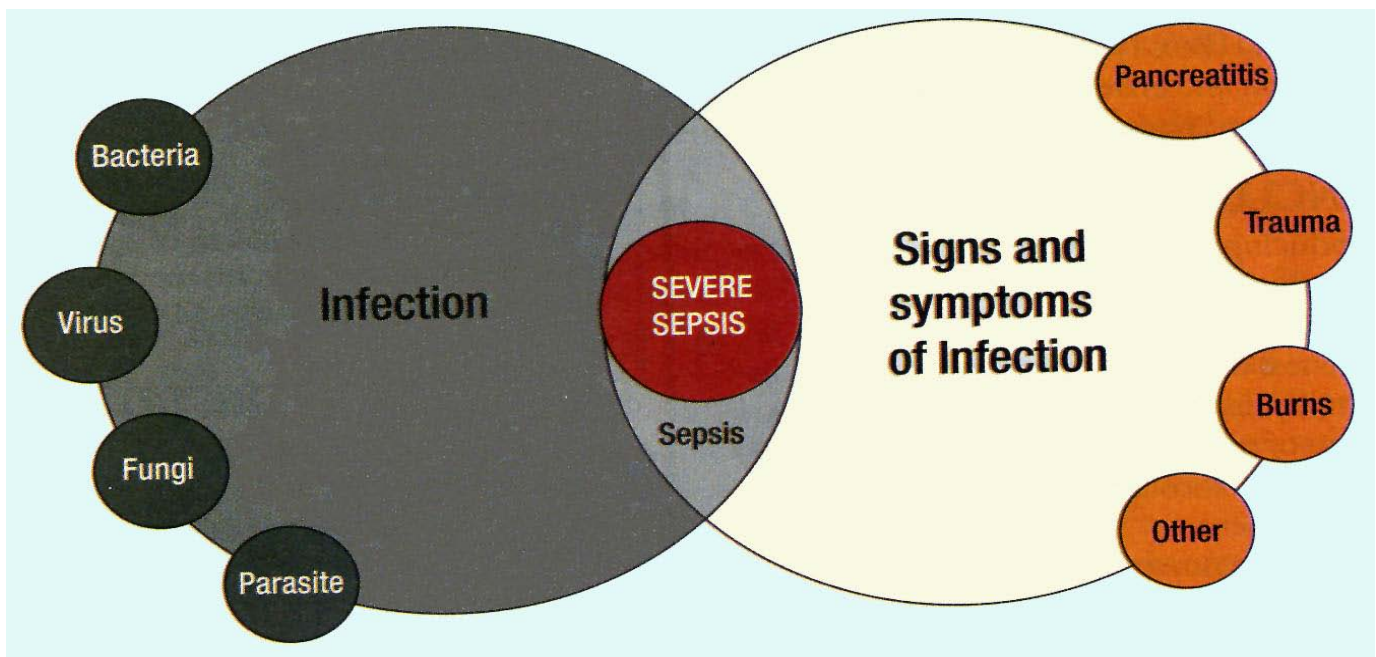 Bacteria
Virus
Fungi
Parasite
Infection
SEVERE
SEPSIS
Sepsis
Signs and
symptoms
of Infection
Pancreatitis
Trauma
Burns
Other